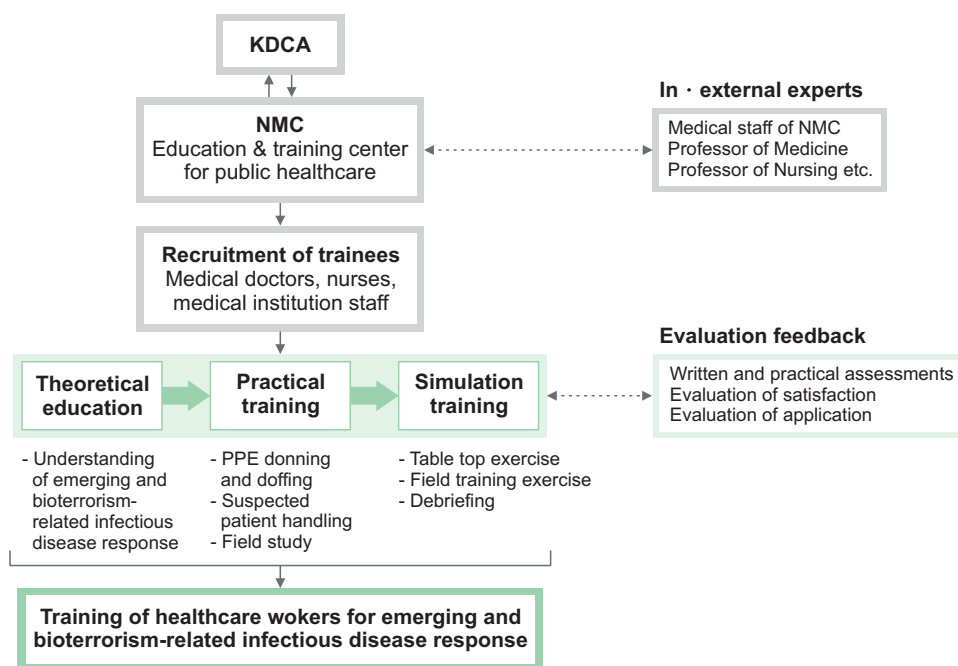 KDCA
NMC
Education & training center
for public healthcare
In · external experts
Medical staff of NMC
Professor of Medicine
Professor of Nursing etc.
Recruitment of trainees
Medical doctors, nurses,
medical institution staff
Theoretical
education
Practical
training
Simulation
training
Evaluation feedback
Written and practical assessments
Evaluation of satisfaction
Evaluation of application
- Understanding
of emerging and
bioterrorism-
related infectious
disease response
- PPE donning
and doffing
- Suspected
patient handling
- Field study
- Table top exercise
- Field training exercise
- Debriefing
Training of healthcare wokers for emerging and
bioterrorism-related infectious disease response